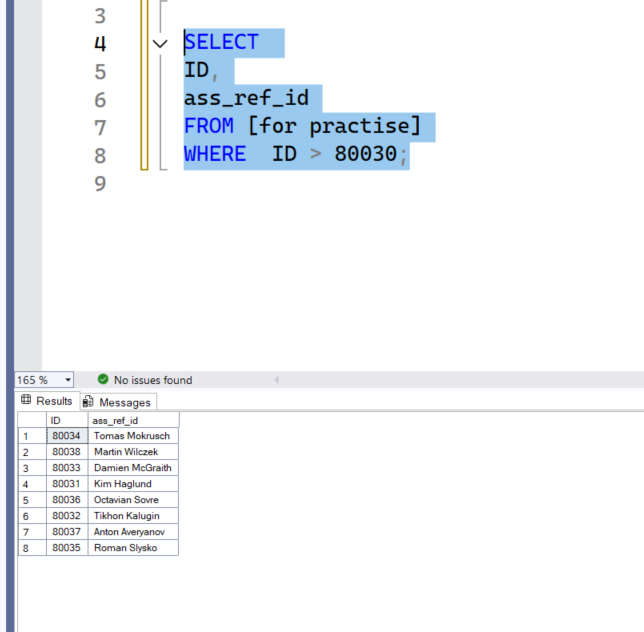 3
4 SELECT
5 ID,
6 ass_ref_id
7 FROM [for practise]
8 WHERE  ID > 80030;
9
165 % No issues found
Results Messages
ID ass_ref_id
1 80034 Tomas Mokrusch
2 80038 Martin Wilczek
3 80033 Damien McGraith
4 80031 Kim Haglund
5 80036 Octavian Sovre
6 80032 Tikhon Kalugin
7 80037 Anton Averyanov
8 80035 Roman Slysko